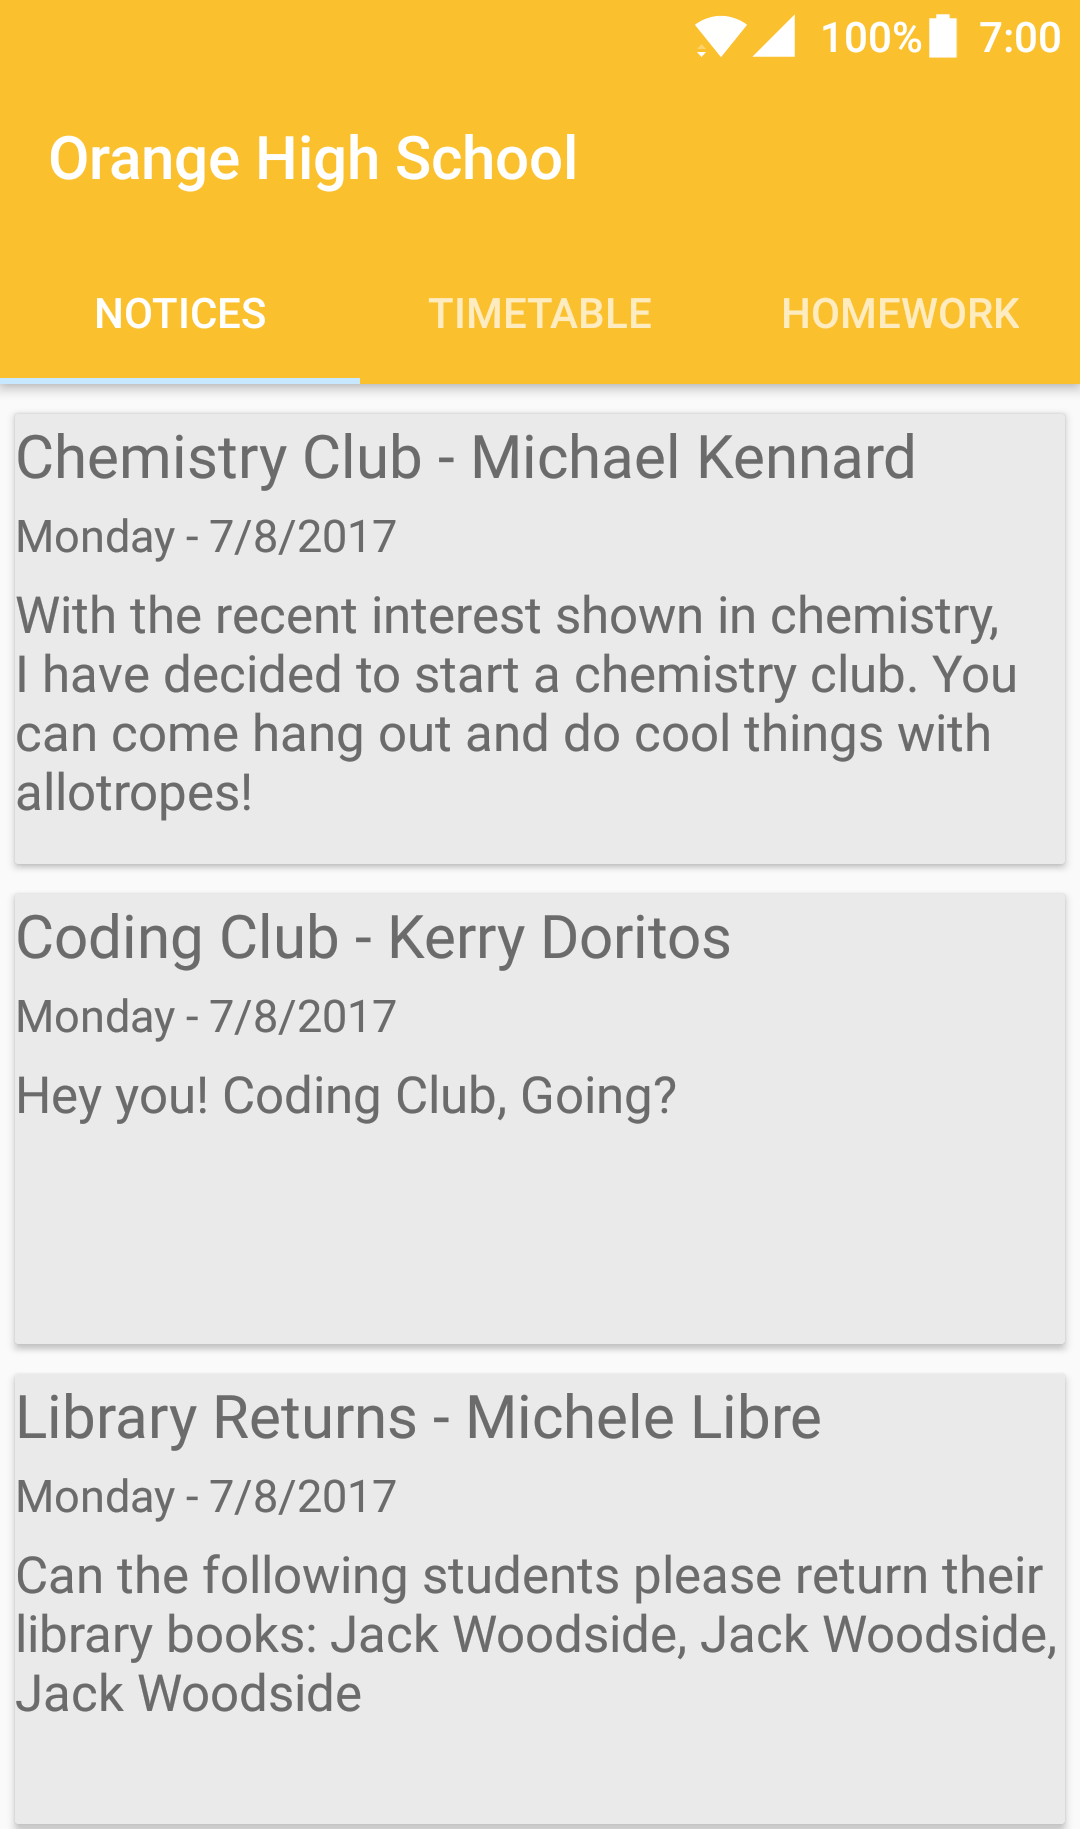 100% 7:00
Orange High School
NOTICES TIMETABLE HOMEWORK
Chemistry Club - Michael Kennard
Monday - 7/8/2017
With the recent interest shown in chemistry,
I have decided to start a chemistry club. You
can come hang out and do cool things with
allotropes!
Coding Club - Kerry Doritos
Monday - 7/8/2017
Hey you! Coding Club, Going?
Library Returns - Michele Libre
Monday - 7/8/2017
Can the following students please return their
library books: Jack Woodside, Jack Woodside,
Jack Woodside